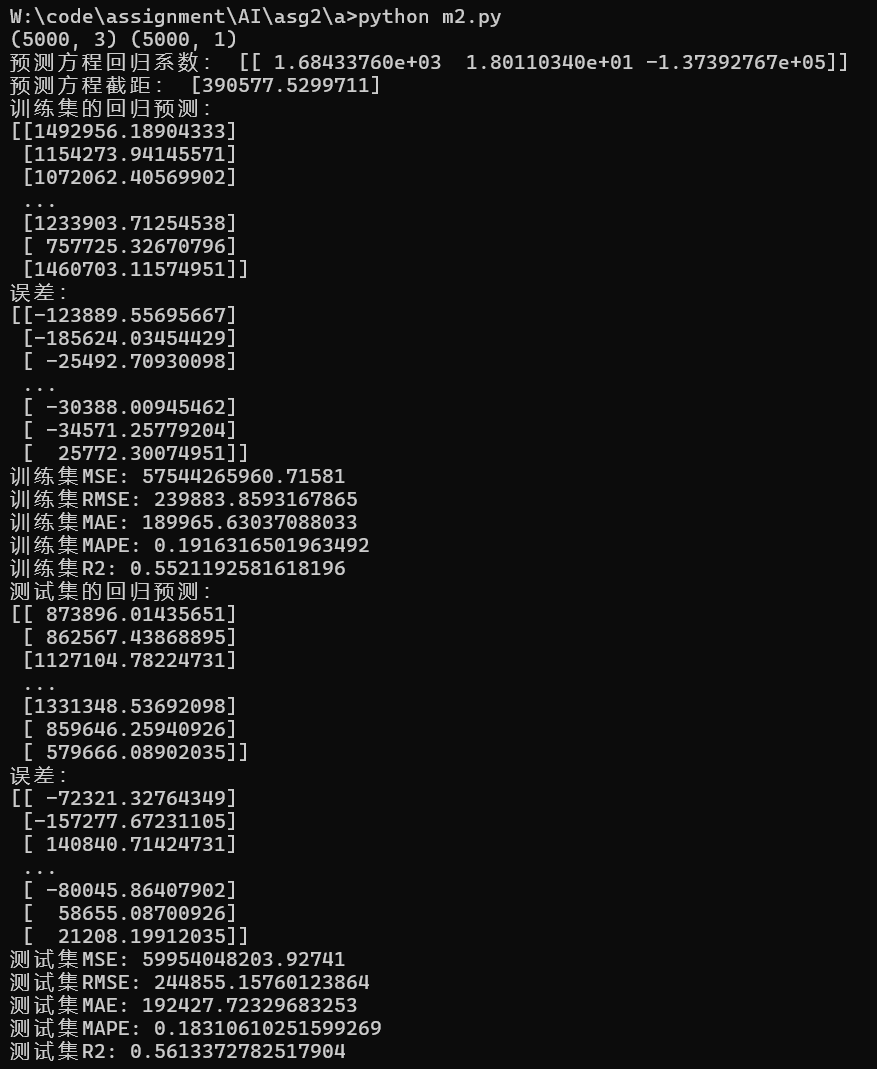 W:\code\assignment\AI\asg2\a>python m2.py
(5000, 3) (5000, 1)
预测方程回归系数： [[ 1.68433760e+03  1.80110340e+01 -1.37392767e+05]]
预测方程截距： [390577.5299711]
训练集的回归预测：
[[1492956.18904333]
 [1154273.94145571]
 [1072062.40569902]
 ...
 [1233903.71254538]
 [ 757725.32670796]
 [1460703.11574951]]
误差：
[[-123889.55695667]
 [-185624.03454429]
 [ -25492.70930098]
 ...
 [ -30388.00945462]
 [ -34571.25779204]
 [  25772.30074951]]
训练集MSE: 57544265960.71581
训练集RMSE: 239883.8593167865
训练集MAE: 189965.63037088033
训练集MAPE: 0.1916316501963492
训练集R2: 0.5521192581618196
测试集的回归预测：
[[ 873896.01435651]
 [ 862567.43868895]
 [1127104.78224731]
 ...
 [1331348.53692098]
 [ 859646.25940926]
 [ 579666.08902035]]
误差：
[[ -72321.32764349]
 [-157277.67231105]
 [ 140840.71424731]
 ...
 [ -80045.86407902]
 [  58655.08700926]
 [  21208.19912035]]
测试集MSE: 59954048203.92741
测试集RMSE: 244855.15760123864
测试集MAE: 192427.72329683253
测试集MAPE: 0.18310610251599269
测试集R2: 0.5613372782517904